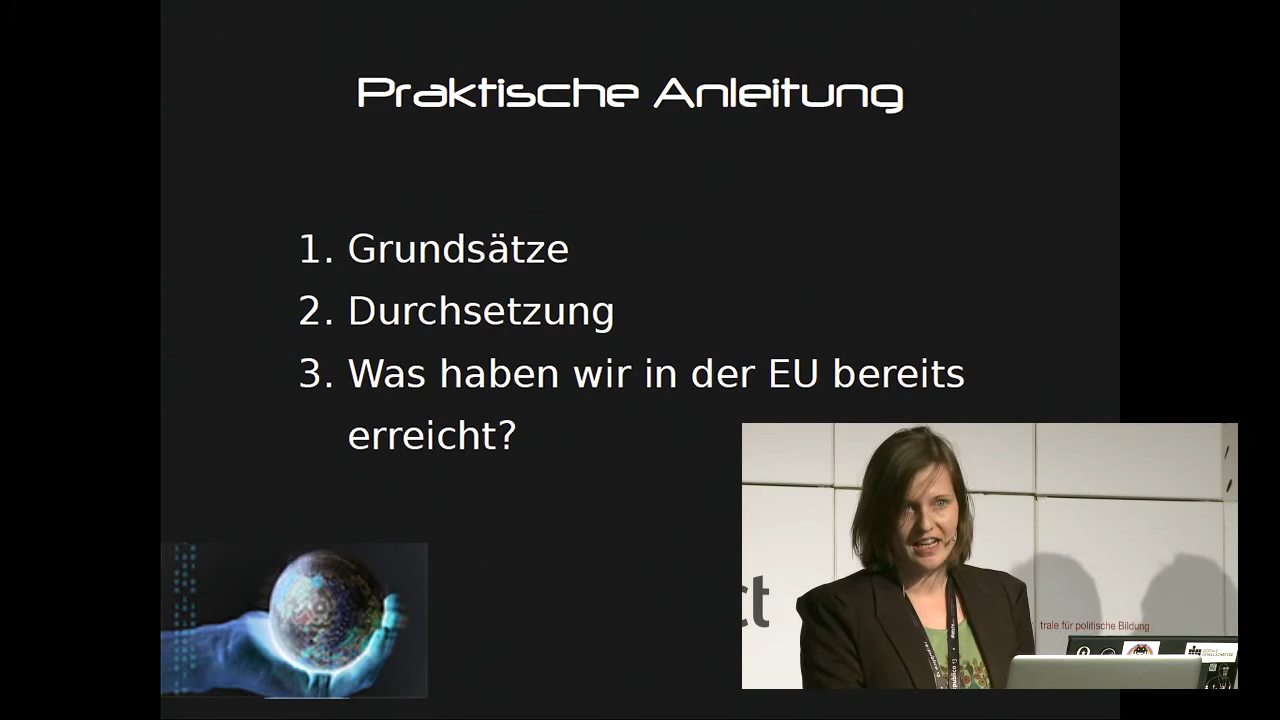 Praktische Anleitung
1. Grundsätze
2. Durchsetzung
3. Was haben wir in der EU bereits
erreicht?
ct
trale für politische Bildung